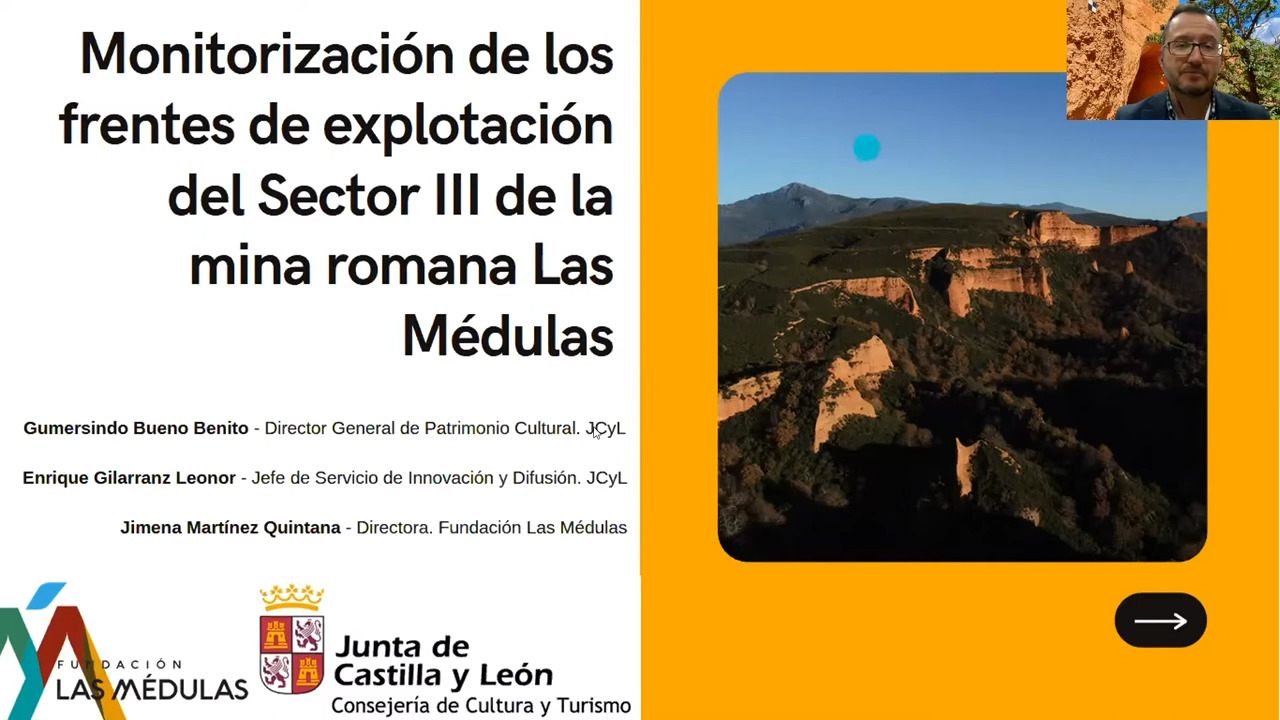 Monitorización de los
frentes de explotación
del Sector III de la
mina romana Las
Médulas
Gumersindo Bueno Benito - Director General de Patrimonio Cultural. JCyL
Enrique Gilarranz Leonor - Jefe de Servicio de Innovación y Difusión. JCyL
Jimena Martínez Quintana - Directora. Fundación Las Médulas
FUNDACIÓN
LAS MÉDULAS
Junta de
Castilla y León
Consejería de Cultura y Turismo